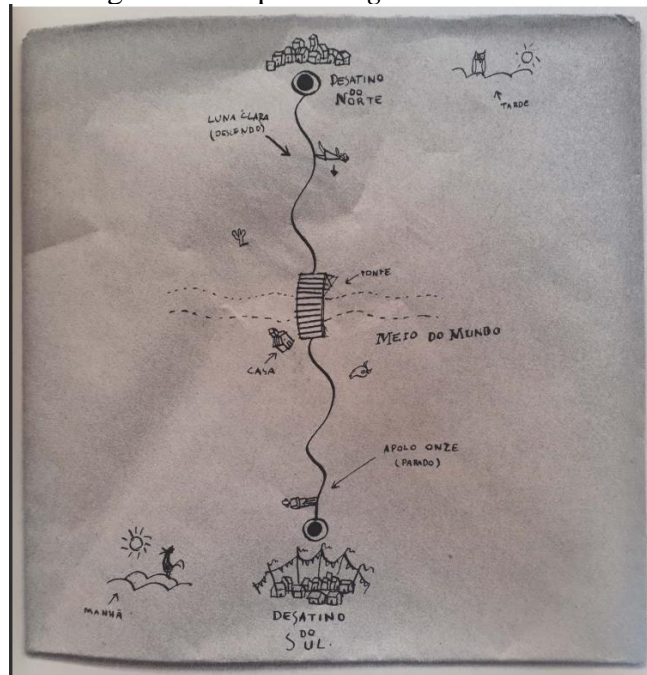 DESATINO
DO
NORTE
TARDE
LUNA CLARA
(DESCENDO)
PONTE
MEIO DO MUNDO
CASA
APOLO ONZE
(PARADO)
MANHÃ
DESATINO
DO
SUL.